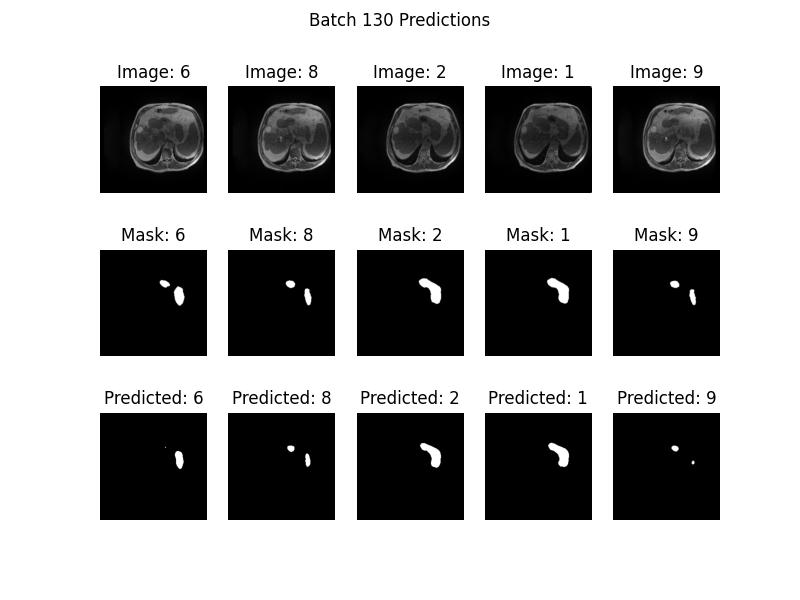 Batch 130 Predictions
Image: 6 Image: 8 Image: 2 Image: 1 Image: 9
Mask: 6 Mask: 8 Mask: 2 Mask: 1 Mask: 9
Predicted: 6 Predicted: 8 Predicted: 2 Predicted: 1 Predicted: 9